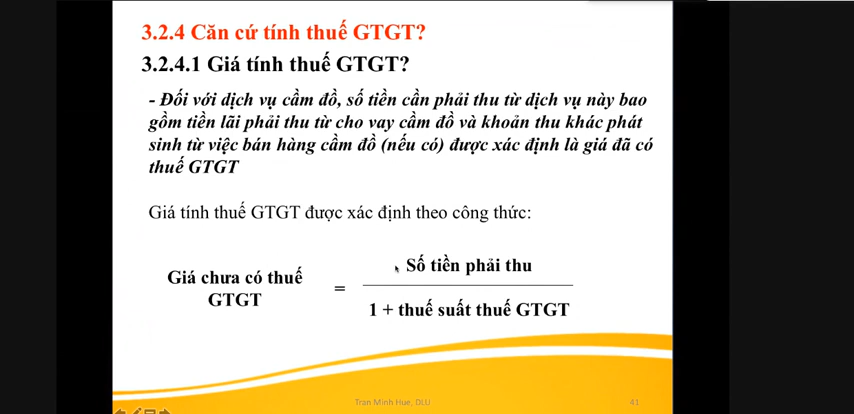 3.2.4 Căn cứ tính thuế GTGT?
3.2.4.1 Giá tính thuế GTGT?
- Đối với dịch vụ cầm đồ, số tiền cần phải thu từ dịch vụ này bao
gồm tiền lãi phải thu từ cho vay cầm đồ và khoản thu khác phát
sinh từ việc bán hàng cầm đồ (nếu có) được xác định là giá đã có
thuế GTGT
Giá tính thuế GTGT được xác định theo công thức:
Số tiền phải thu
Giá chưa có thuế
GTGT
=
1 + thuế suất thuế GTGT
Tran Minh Hue, DLU
41